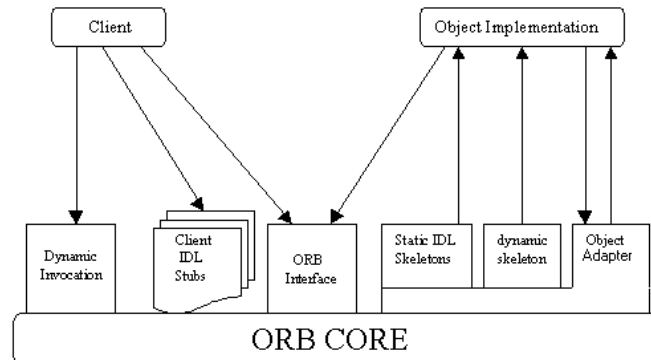 Client
Object Implementation
Dynamic
Invocation
Client
IDL
Stubs
ORB
Interface
Static IDL
Skeletons
dynamic
skeleton
Object
Adapter
ORB CORE